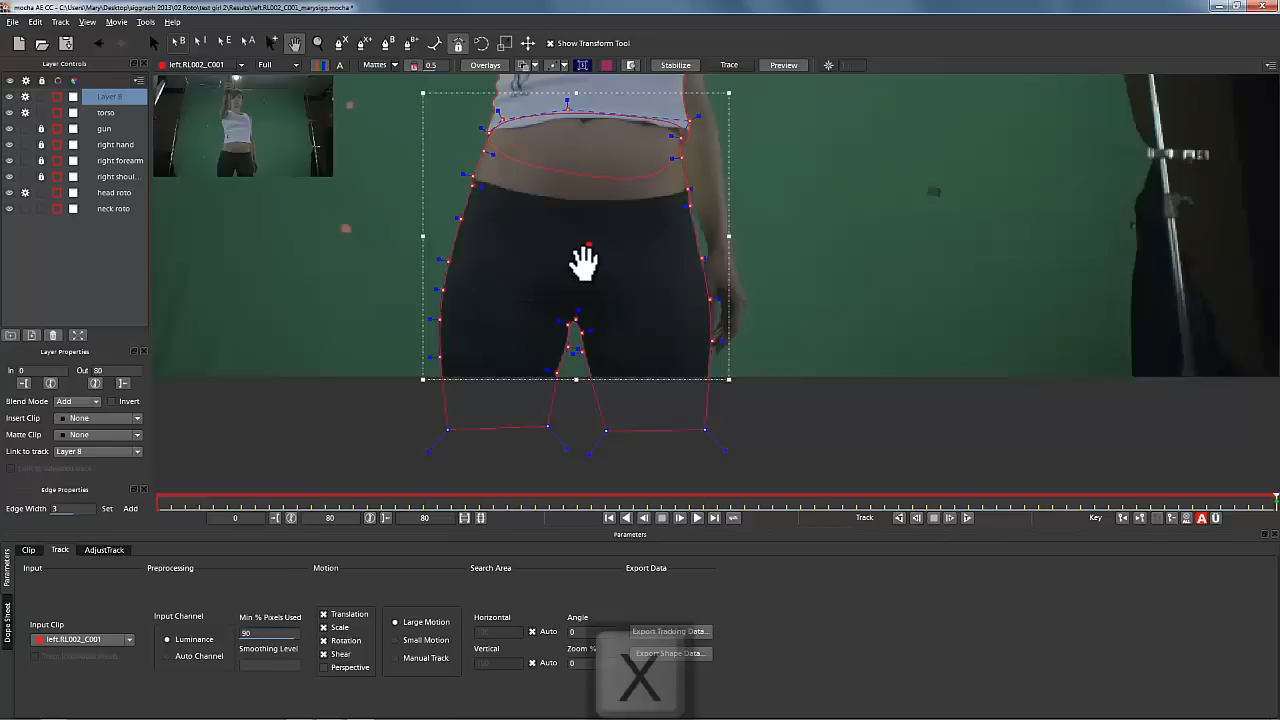 mocha AE CC - C:\Users\Mary\Desktop\siggraph 2013\02 Roto\test girl 2\Results\left.RL002_C001_marysigg.mocha *
File Edit Track View Movie Tools Help
B I E A X X+ B B+ Show Transform Tool
left.RL002_C001 Full A Mattes 0.5 Overlays Stabilize Trace Preview
Layer Controls
Layer 8
torso
gun
right hand
right forearm
right shoul...
head roto
neck roto
Layer Properties
In 0 Out 80
Blend Mode Add Invert
Insert Clip None
Matte Clip None
Link to track Layer 8
Link to adjusted track
Edge Properties
Edge Width 3 Set Add
0 80 80 Track Key A U
Parameters
Clip Track AdjustTrack
Parameters
Dope Sheet
Input Preprocessing Motion Search Area Export Data
Input Clip
left.RL002_C001
Input Channel
Luminance
Auto Channel
Min % Pixels Used
90
Smoothing Level
Translation
Scale
Rotation
Shear
Perspective
Large Motion
Small Motion
Manual Track
Horizontal Angle
Auto 0
Vertical Zoom %
Auto 0
Export Tracking Data...
Export Shape Data...
X